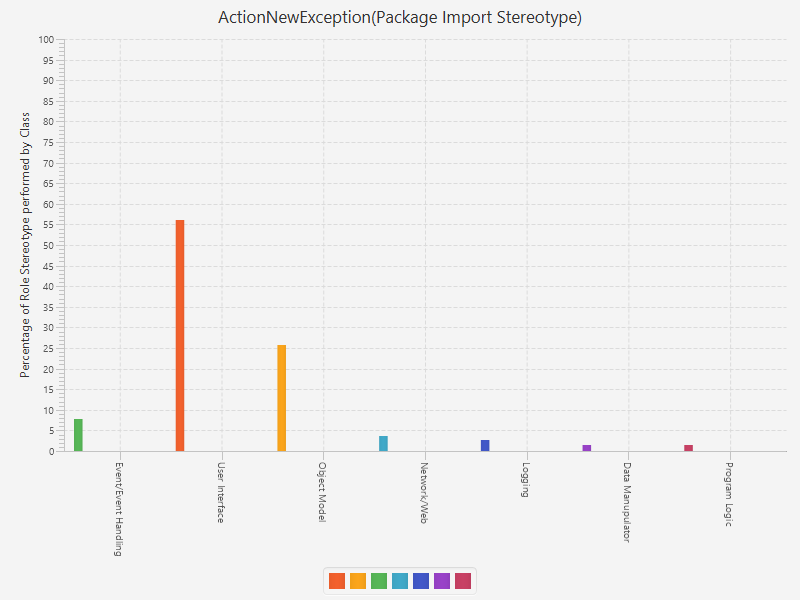 ActionNewException(Package Import Stereotype)
Percentage of Role Stereotype performed by Class
100
95
90
85
80
75
70
65
60
55
50
45
40
35
30
25
20
15
10
5
0
Event/Event Handling
User Interface
Object Model
Network/Web
Logging
Data Manupulator
Program Logic